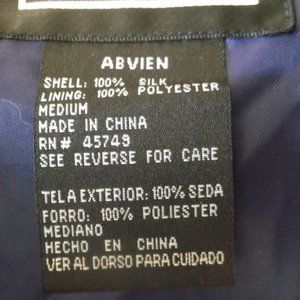 ABVIEN
SHELL: 100% SILK
LINING: 100% POLYESTER
MEDIUM
MADE IN CHINA
RN# 45749
SEE REVERSE FOR CARE
TELA EXTERIOR: 100% SEDA
FORRO: 100% POLIESTER
MEDIANO
HECHO EN CHINA
VER AL DORSO PARA CUIDADO